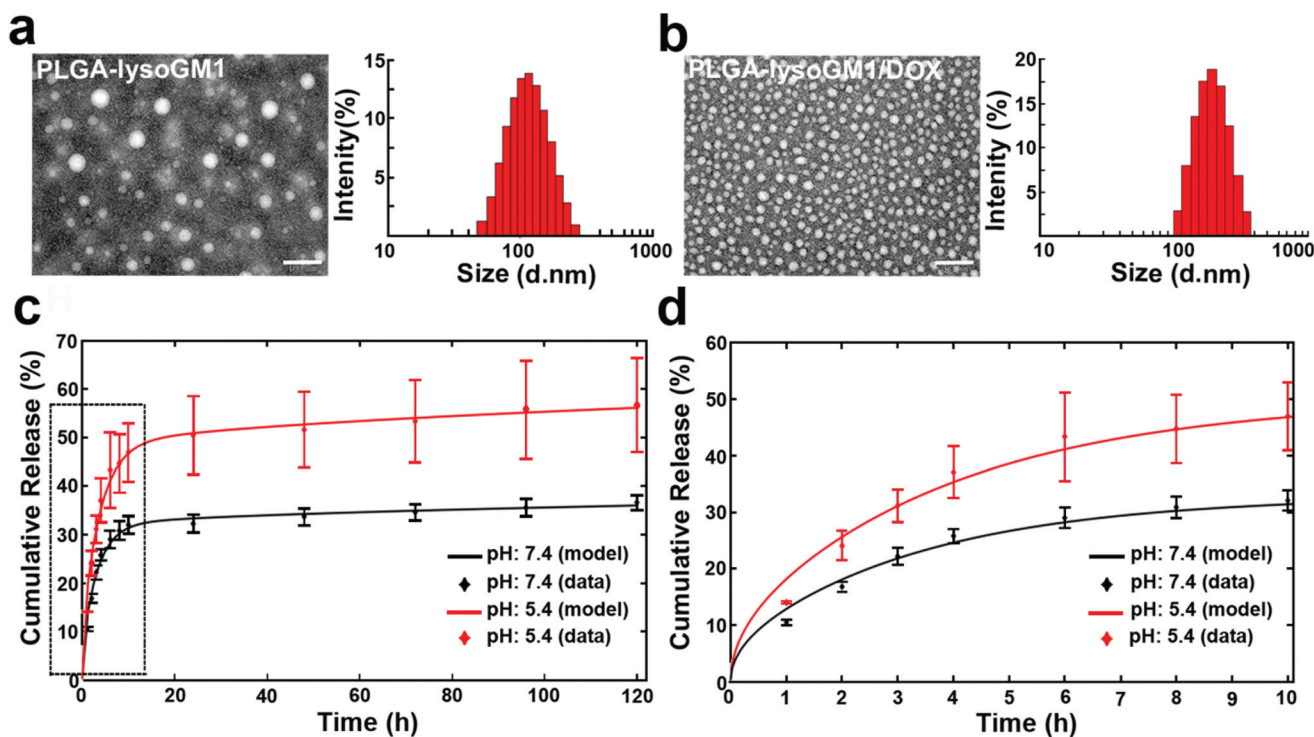 a
PLGA-lysoGM1
Intenity(%)
15
10
5
10
100
1000
Size (d.nm)
b
PLGA-lysoGM1/DOX
Intenity (%)
20
15
10
5
10
100
1000
Size (d.nm)
c
Cumulative Release (%)
70
60
50
40
30
20
10
0
0
20
40
60
80
100
120
Time (h)
pH: 7.4 (model)
pH: 7.4 (data)
pH: 5.4 (model)
pH: 5.4 (data)
d
Cumulative Release (%)
60
50
40
30
20
10
0
0
1
2
3
4
5
6
7
8
9
10
Time (h)
pH: 7.4 (model)
pH: 7.4 (data)
pH: 5.4 (model)
pH: 5.4 (data)